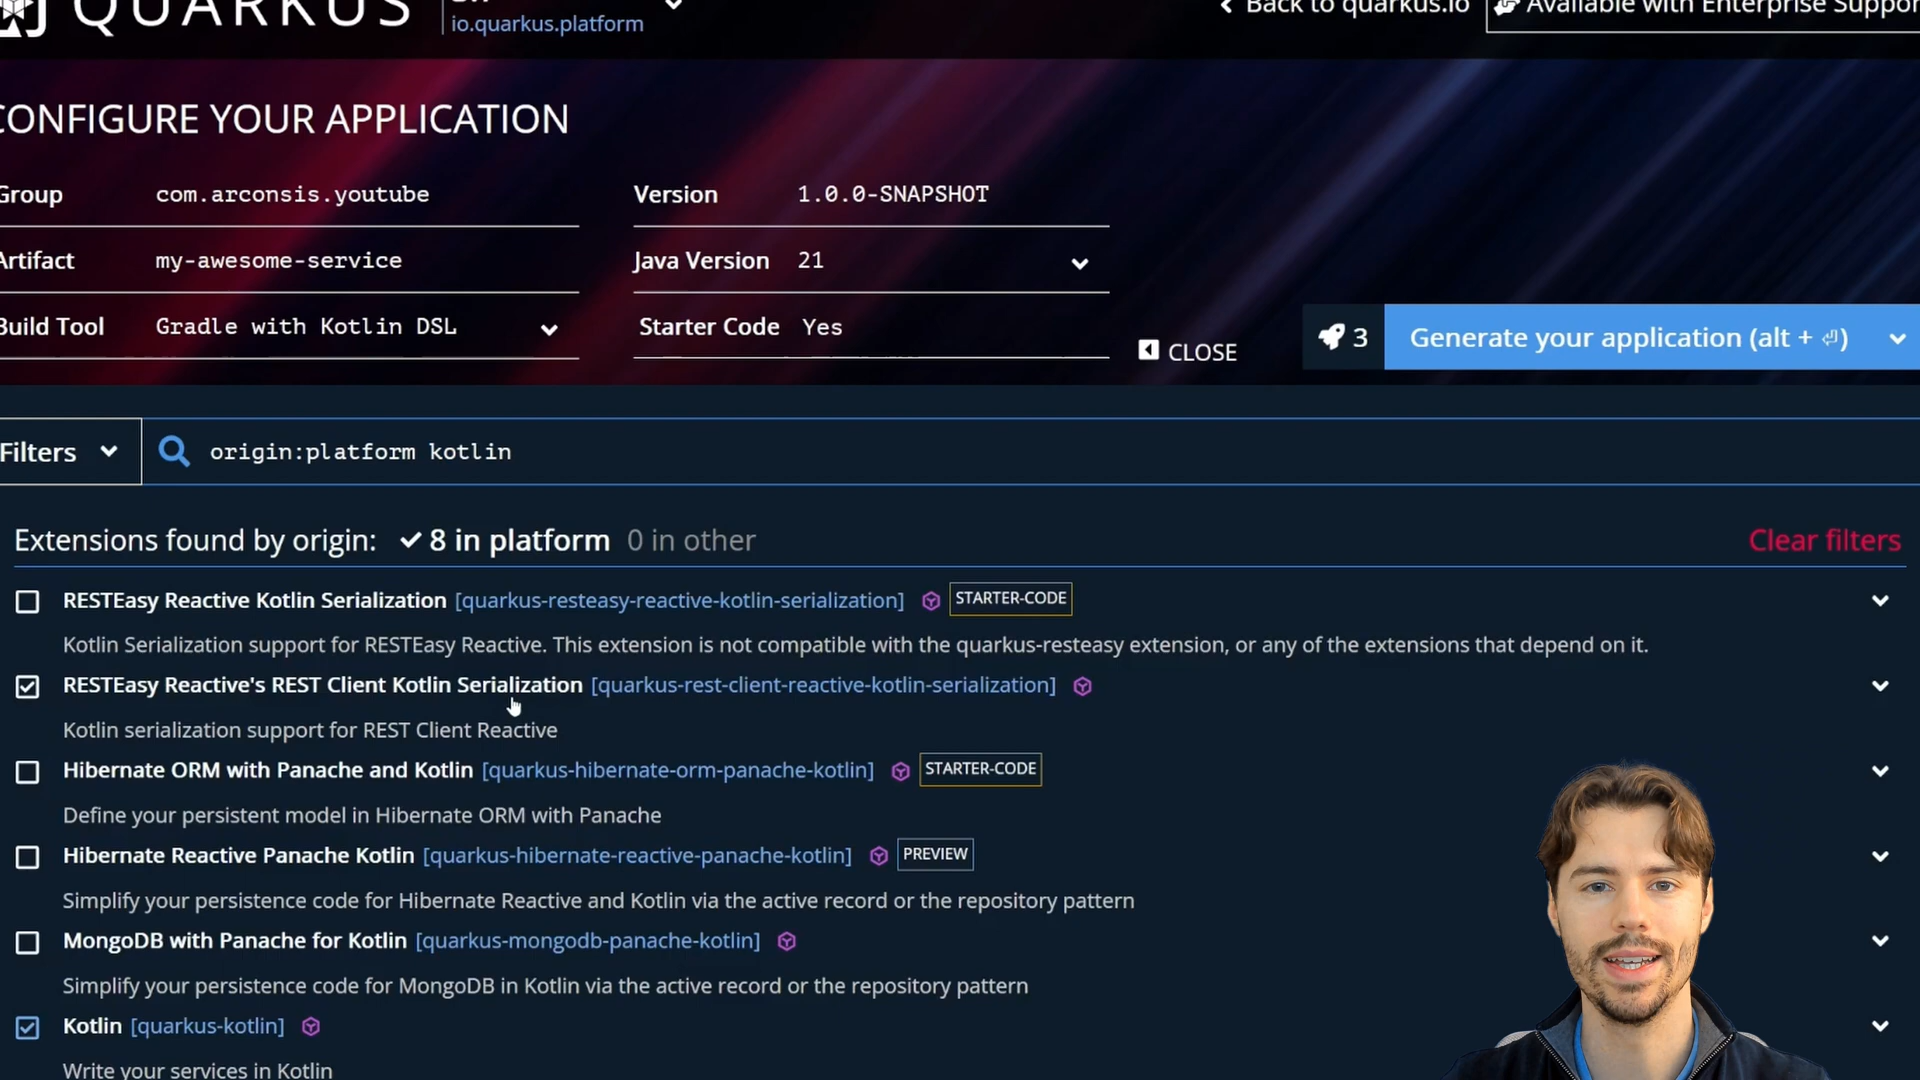 QUARKUS
io.quarkus.platform
Back to quarkus.io
Available with Enterprise Suppor
CONFIGURE YOUR APPLICATION
Group com.arconsis.youtube
Version 1.0.0-SNAPSHOT
Artifact my-awesome-service
Java Version 21
Build Tool Gradle with Kotlin DSL
Starter Code Yes
CLOSE
3
Generate your application (alt + ⏎)
Filters
origin:platform kotlin
Extensions found by origin: 8 in platform 0 in other
Clear filters
RESTEasy Reactive Kotlin Serialization [quarkus-resteasy-reactive-kotlin-serialization] STARTER-CODE
Kotlin Serialization support for RESTEasy Reactive. This extension is not compatible with the quarkus-resteasy extension, or any of the extensions that depend on it.
RESTEasy Reactive's REST Client Kotlin Serialization [quarkus-rest-client-reactive-kotlin-serialization]
Kotlin serialization support for REST Client Reactive
Hibernate ORM with Panache and Kotlin [quarkus-hibernate-orm-panache-kotlin] STARTER-CODE
Define your persistent model in Hibernate ORM with Panache
Hibernate Reactive Panache Kotlin [quarkus-hibernate-reactive-panache-kotlin] PREVIEW
Simplify your persistence code for Hibernate Reactive and Kotlin via the active record or the repository pattern
MongoDB with Panache for Kotlin [quarkus-mongodb-panache-kotlin]
Simplify your persistence code for MongoDB in Kotlin via the active record or the repository pattern
Kotlin [quarkus-kotlin]
Write your services in Kotlin